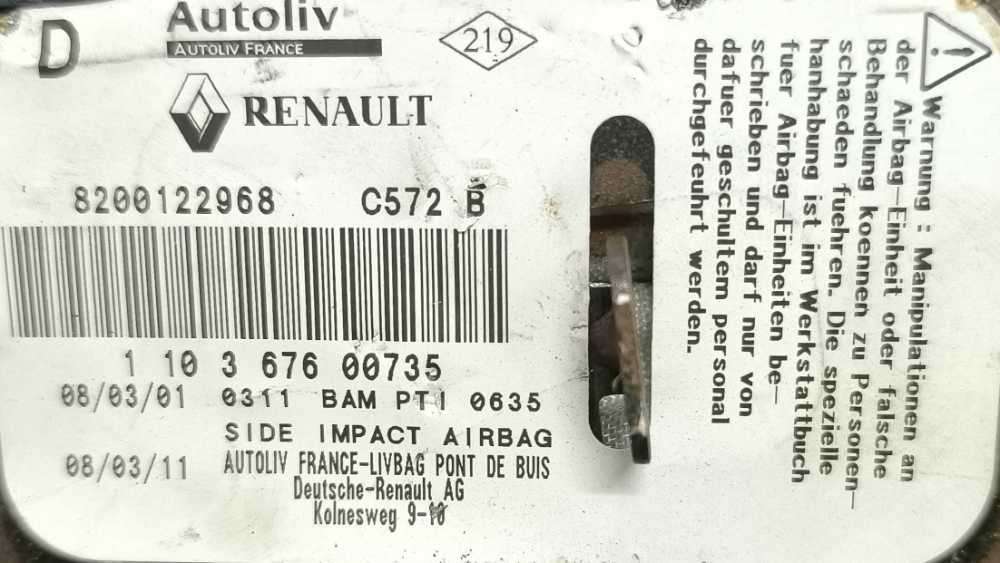 D
Autoliv
AUTOLIV FRANCE
219
RENAULT
8200122968 C572 B
1 10 3 676 00735
08/03/01 0311 BAM PT1 0635
SIDE IMPACT AIRBAG
08/03/11 AUTOLIV FRANCE-LIVBAG PONT DE BUIS
Deutsche-Renault AG
Kolnesweg 9-10
Warnung : Manipulationen an
der Airbag-Einheit oder falsche
Behandlung koennen zu Personen-
schaeden fuehren. Die spezielle
hanhabung ist im Werkstattbuch
fuer Airbag-Einheiten be-
schrieben und darf nur von
dafuer geschultem personal
durchgefeuhrt werden.